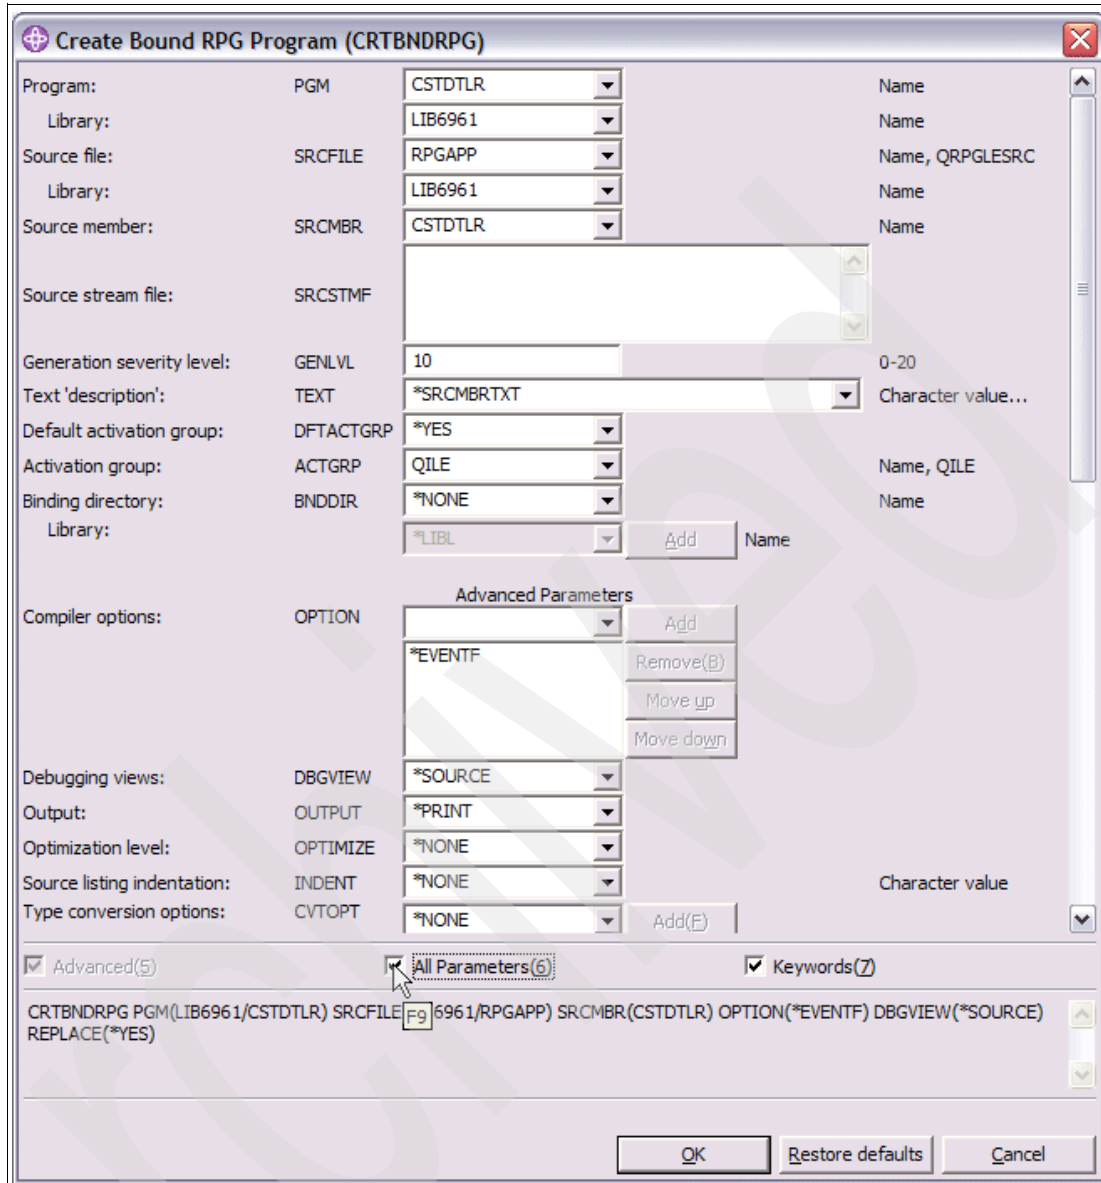 Create Bound RPG Program (CRTBNDRPG)
Program: PGM CSTDTLR Name
Library: LIB6961 Name
Source file: SRCFILE RPGAPP Name, QRPGLESRC
Library: LIB6961 Name
Source member: SRCMBR CSTDTLR Name
Source stream file: SRCSTMF
Generation severity level: GENLVL 10 0-20
Text 'description': TEXT *SRCMBRTXT Character value...
Default activation group: DFTACTGRP *YES
Activation group: ACTGRP QILE Name, QILE
Binding directory: BNDDIR *NONE Name
Library: *LIBL Add Name
Advanced Parameters
Compiler options: OPTION Add
*EVENTF Remove(B)
Move up
Move down
Debugging views: DBGVIEW *SOURCE
Output: OUTPUT *PRINT
Optimization level: OPTIMIZE *NONE
Source listing indentation: INDENT *NONE Character value
Type conversion options: CVTOPT *NONE Add(F)
Advanced(5) All Parameters(6) Keywords(7)
CRTBNDRPG PGM(LIB6961/CSTDTLR) SRCFILE F9 6961/RPGAPP) SRCMBR(CSTDTLR) OPTION(*EVENTF) DBGVIEW(*SOURCE)
REPLACE(*YES)
OK Restore defaults Cancel